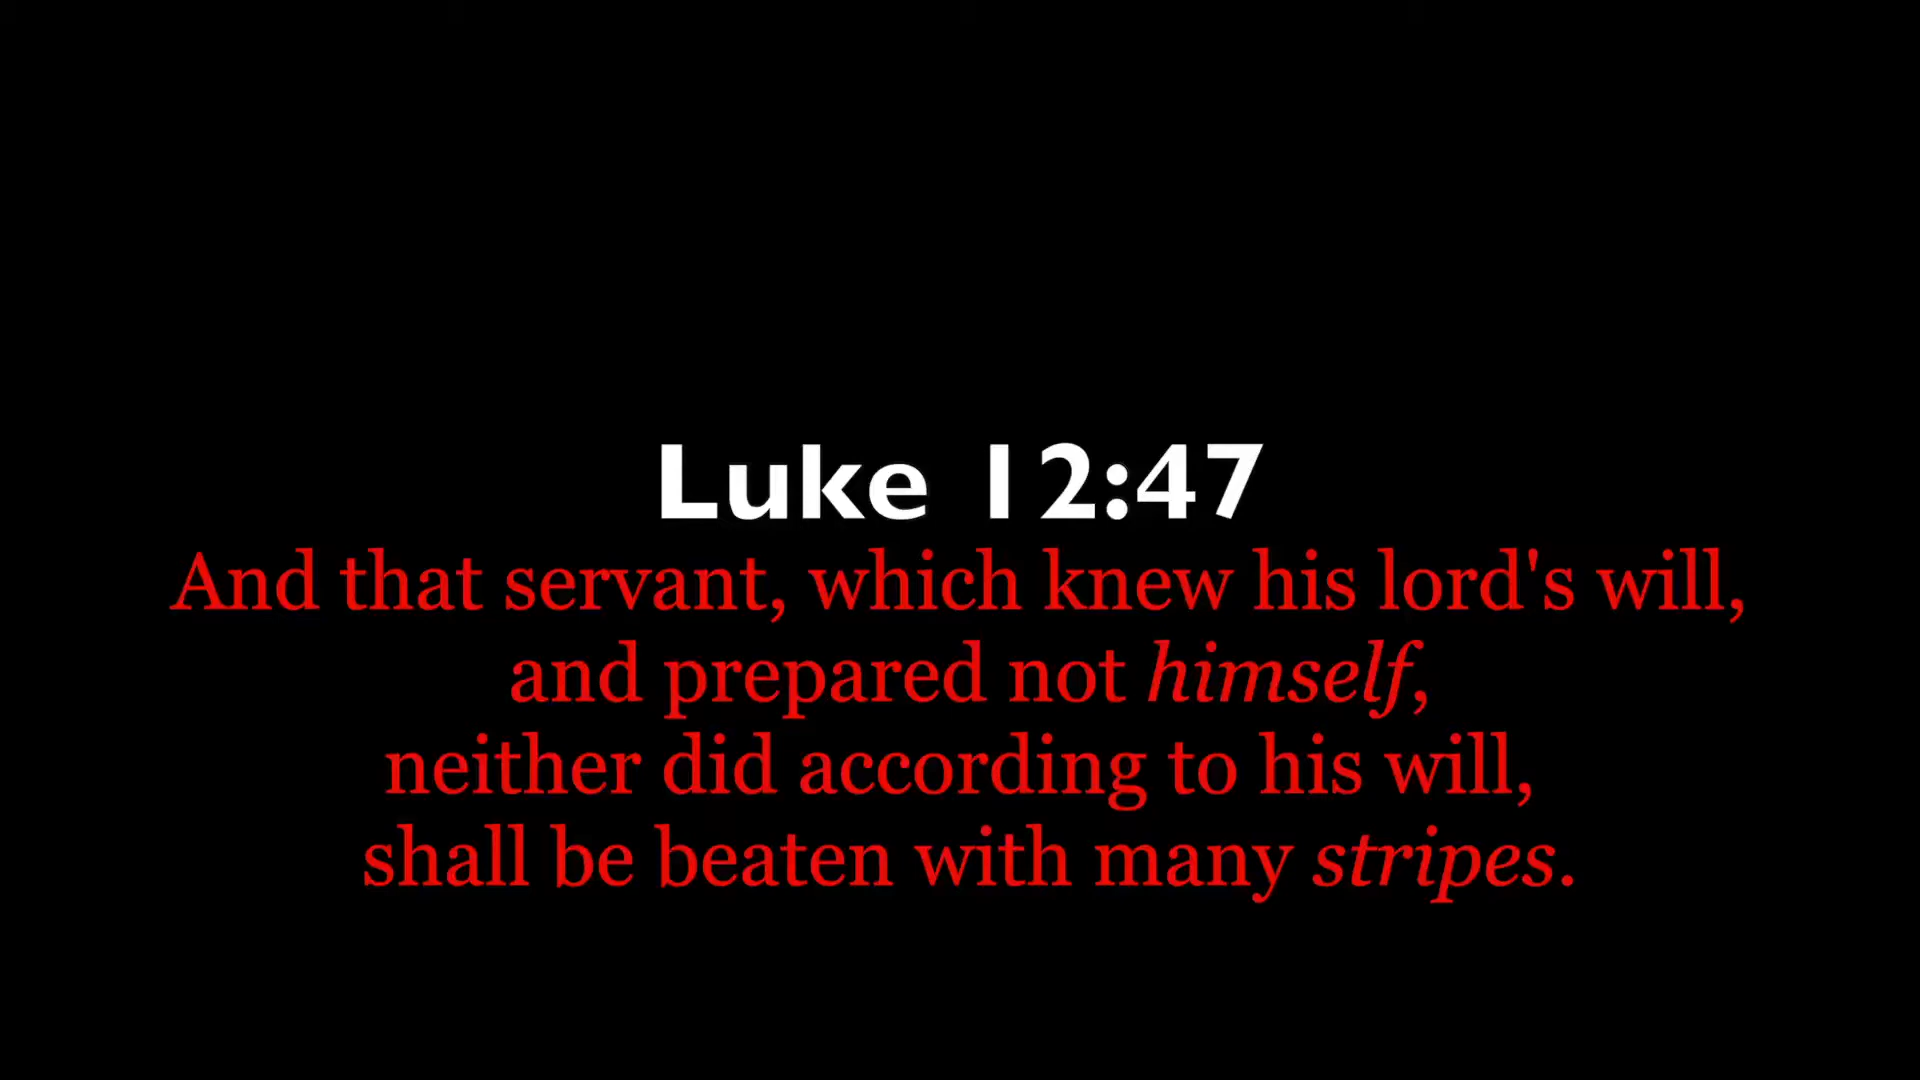 Luke 12:47
And that servant, which knew his lord's will,
and prepared not himself,
neither did according to his will,
shall be beaten with many stripes.